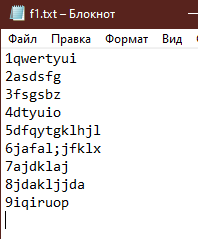 f1.txt – Блокнот
Файл Правка Формат Вид
1qwertyui
2asdsfg
3fsgsbz
4dtyuio
5dfqytgklhjl
6jafal;jfklx
7ajdklaj
8jdakljjda
9iqiruop